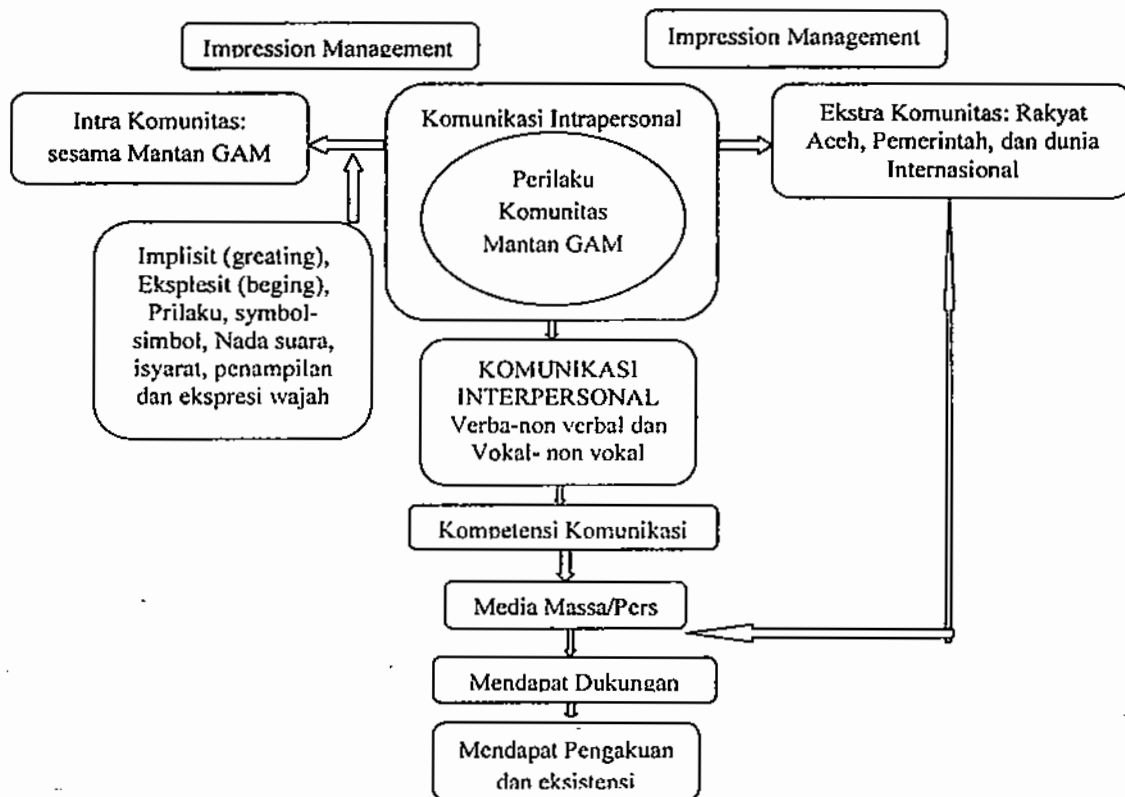 Impression Management
Impression Management
Intra Komunitas:
sesama Mantan GAM
Komunikasi Intrapersonal
Perilaku
Komunitas
Mantan GAM
Ekstra Komunitas: Rakyat
Aceh, Pemerintah, dan dunia
Internasional
Implisit (greating),
Eksplesit (beging),
Prilaku, symbol-
simbol, Nada suara,
isyarat, penampilan
dan ekspresi wajah
KOMUNIKASI
INTERPERSONAL
Verba-non verbal dan
Vokal- non vokal
Kompetensi Komunikasi
Media Massa/Pers
Mendapat Dukungan
Mendapat Pengakuan
dan eksistensi